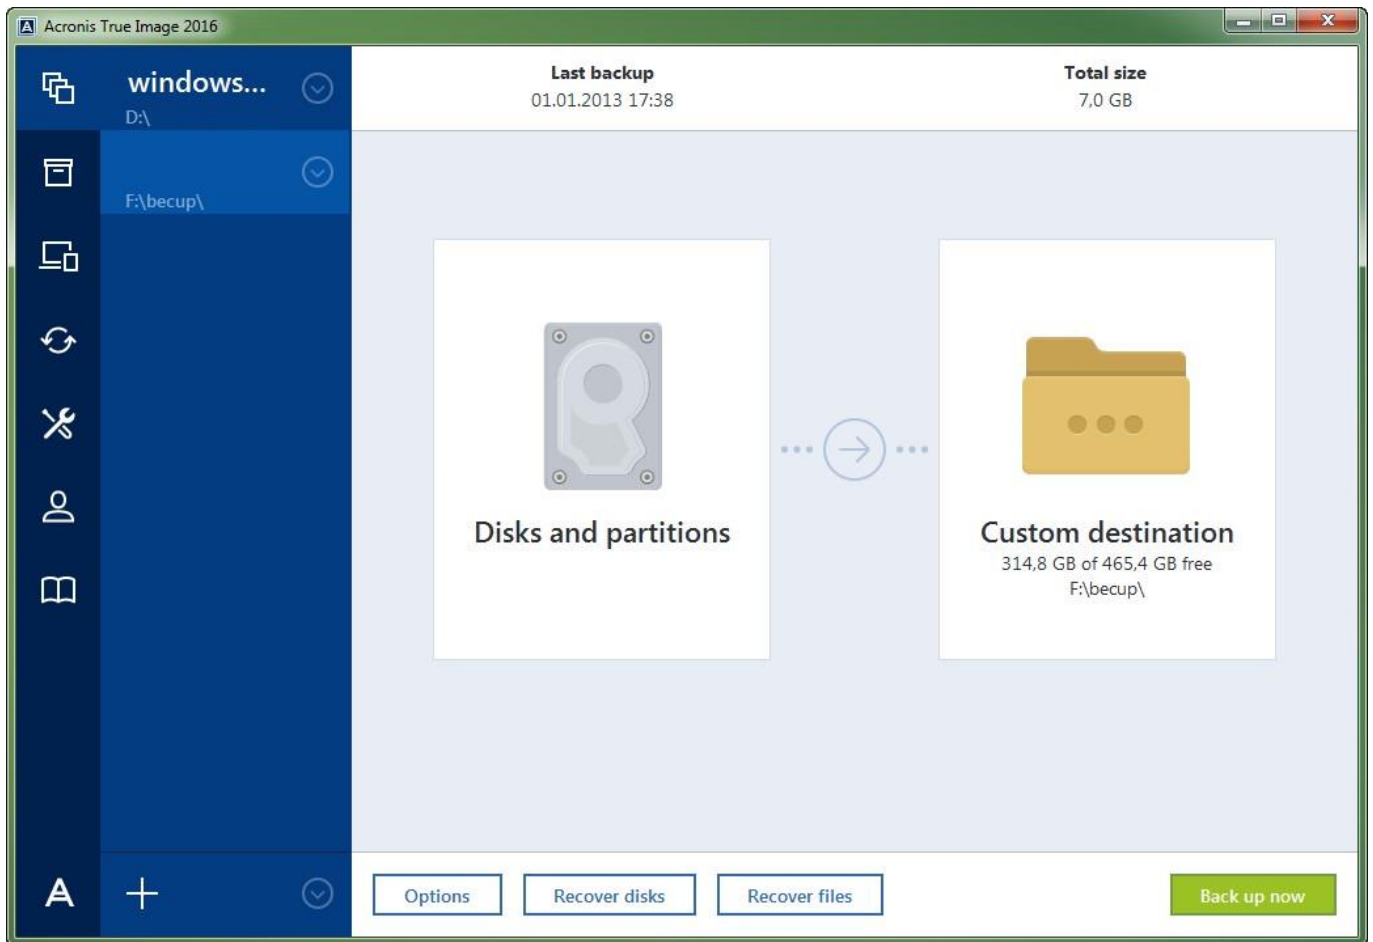 Acronis True Image 2016
windows...
D:\
F:\becup\
Last backup
01.01.2013 17:38
Total size
7,0 GB
Disks and partitions
Custom destination
314,8 GB of 465,4 GB free
F:\becup\
Options
Recover disks
Recover files
Back up now